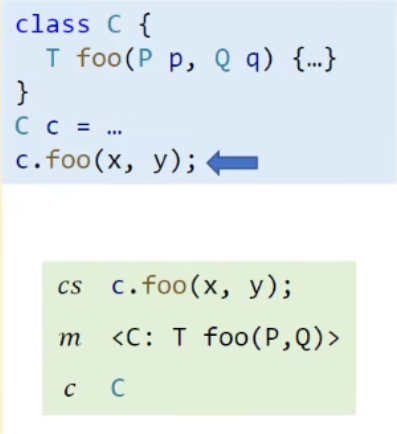 class C {
  T foo(P p, Q q) {…}
}
C c = …
c.foo(x, y);
cs c.foo(x, y);
m <C: T foo(P,Q)>
c C